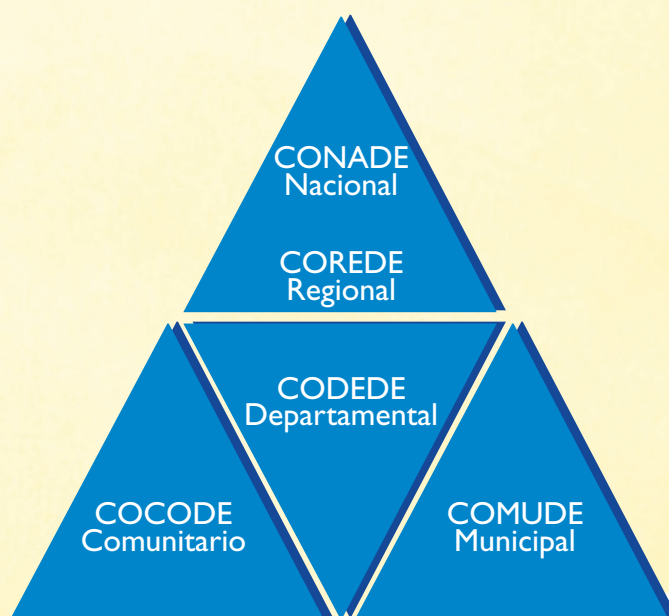 CONADE
Nacional
COREDE
Regional
CODEDE
Departamental
COCODE
Comunitario
COMUDE
Municipal